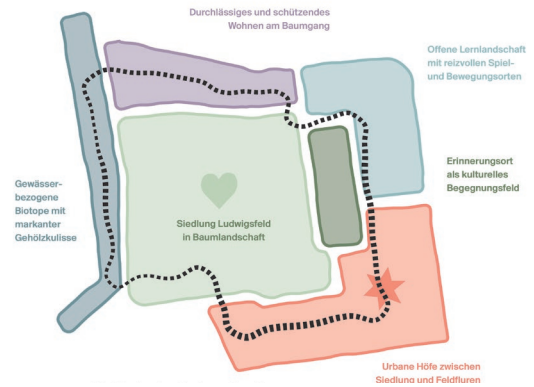 Durchlässiges und schützendes
Wohnen am Baumgang
Offene Lernlandschaft
mit reizvollen Spiel-
und Bewegungsorten
Erinnerungsort
als kulturelles
Begegnungsfeld
Gewässer-
bezogene
Biotope mit
markanter
Gehölzkulisse
Siedlung Ludwigsfeld
in Baumlandschaft
Urbane Höfe zwischen
Siedlung und Feldfluren